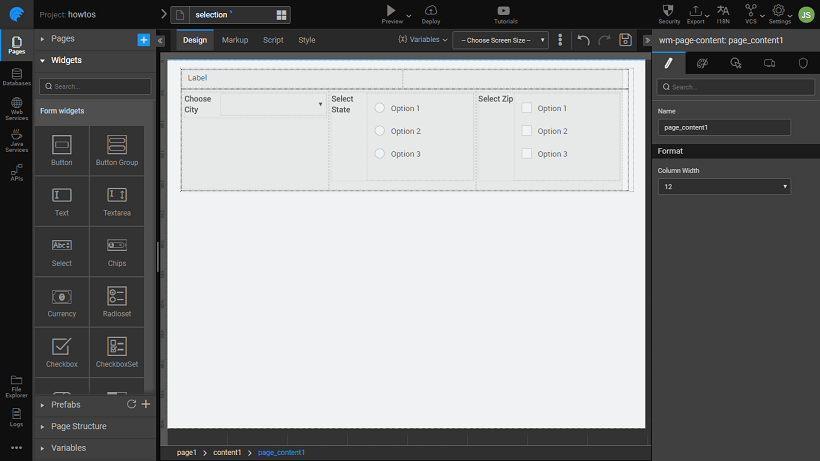 Project: howtos
selection *
Preview
Deploy
Tutorials
Security
Export
I18N
VCS
Settings
JS
Pages
Databases
Web
Services
Java
Services
APIs
File
Explorer
Logs
Pages
+
Widgets
Search...
Form widgets
Button
Button Group
Text
Textarea
Abc
Select
Chips
Currency
Radioset
Checkbox
CheckboxSet
Prefabs
Page Structure
Variables
Design
Markup
Script
Style
(x) Variables
-- Choose Screen Size --
Label
Choose
City
Select
State
Option 1
Option 2
Option 3
Select Zip
Option 1
Option 2
Option 3
page1 > content1 > page_content1
wm-page-content: page_content1
Search...
Name
page_content1
Format
Column Width
12